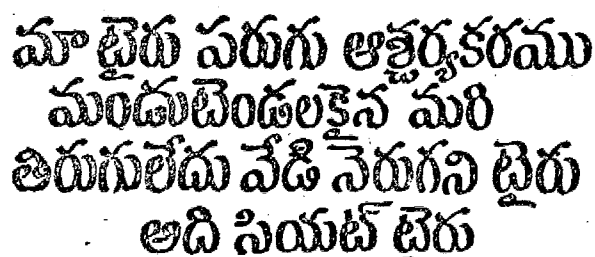 మా టైరు పరుగు ఆశ్చర్యకరము
మండుటెండలకైన మరి
తిరుగులేదు వేడి నెరుగని టైరు
అది సియట్ టైరు